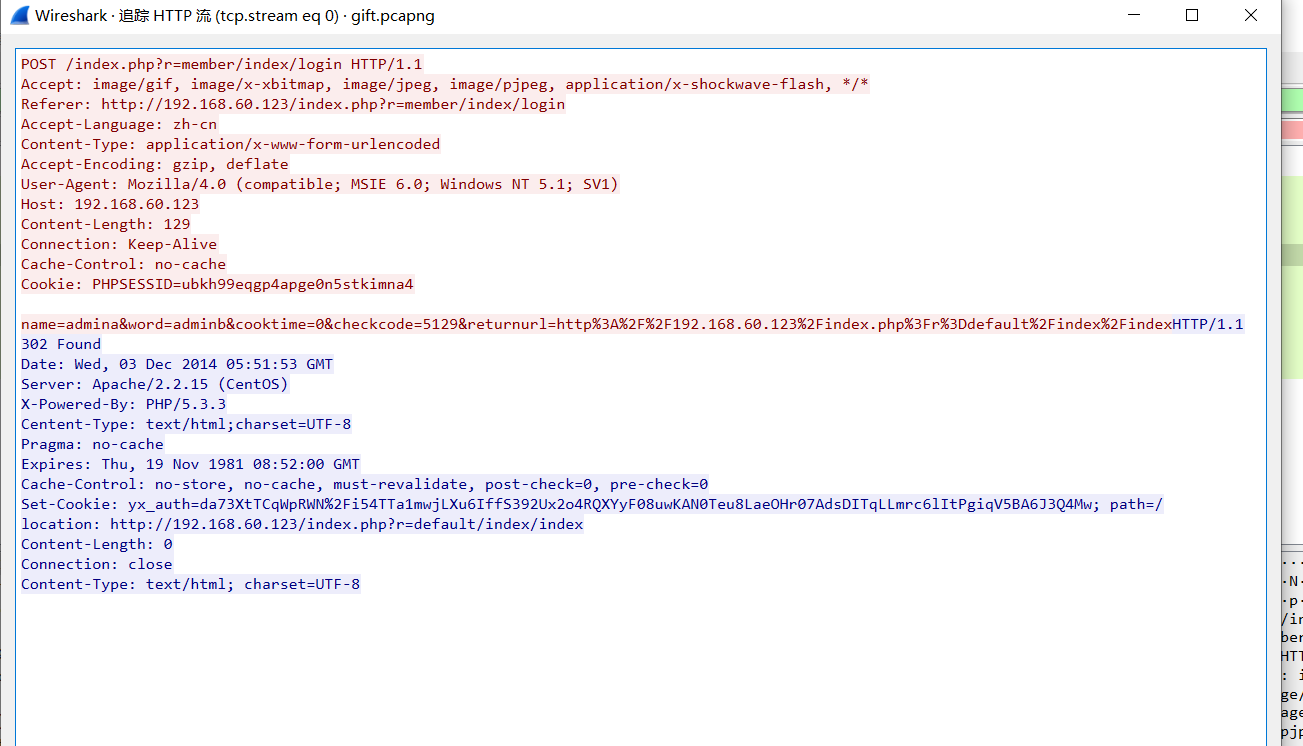 Wireshark · 追踪 HTTP 流 (tcp.stream eq 0) · gift.pcapng
POST /index.php?r=member/index/login HTTP/1.1
Accept: image/gif, image/x-xbitmap, image/jpeg, image/pjpeg, application/x-shockwave-flash, */*
Referer: http://192.168.60.123/index.php?r=member/index/login
Accept-Language: zh-cn
Content-Type: application/x-www-form-urlencoded
Accept-Encoding: gzip, deflate
User-Agent: Mozilla/4.0 (compatible; MSIE 6.0; Windows NT 5.1; SV1)
Host: 192.168.60.123
Content-Length: 129
Connection: Keep-Alive
Cache-Control: no-cache
Cookie: PHPSESSID=ubkh99eqgp4apge0n5stkimna4
name=admina&word=adminb&cooktime=0&checkcode=5129&returnurl=http%3A%2F%2F192.168.60.123%2Findex.php%3Fr%3Ddefault%2Findex%2FindexHTTP/1.1
302 Found
Date: Wed, 03 Dec 2014 05:51:53 GMT
Server: Apache/2.2.15 (CentOS)
X-Powered-By: PHP/5.3.3
Centent-Type: text/html;charset=UTF-8
Pragma: no-cache
Expires: Thu, 19 Nov 1981 08:52:00 GMT
Cache-Control: no-store, no-cache, must-revalidate, post-check=0, pre-check=0
Set-Cookie: yx_auth=da73XtTCqWpRWN%2Fi54TTa1mwjLXu6IffS392Ux2o4RQXYyF08uwKAN0Teu8LaeOHr07AdsDITqLLmrc6lItPgiqV5BA6J3Q4Mw; path=/
location: http://192.168.60.123/index.php?r=default/index/index
Content-Length: 0
Connection: close
Content-Type: text/html; charset=UTF-8